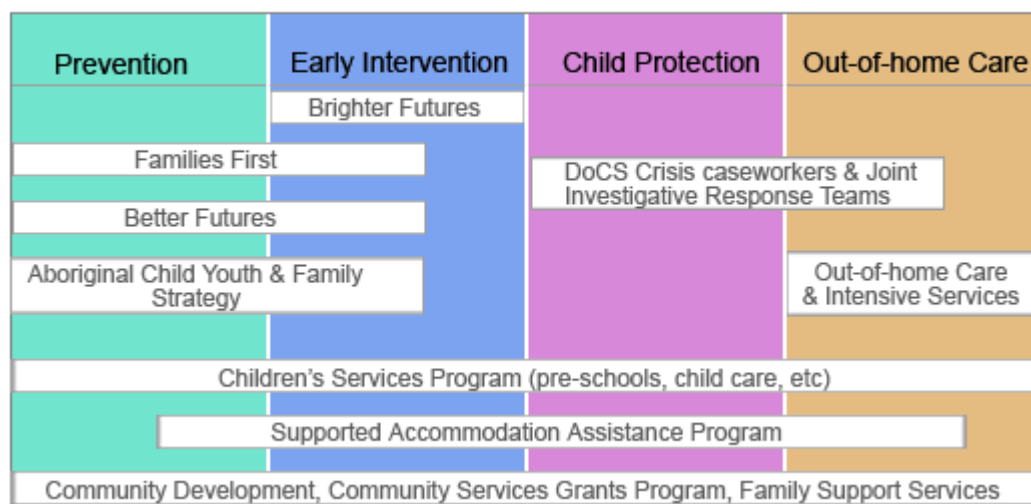 Prevention
Early Intervention
Child Protection
Out-of-home Care
Brighter Futures
Families First
DoCS Crisis caseworkers & Joint
Investigative Response Teams
Better Futures
Aboriginal Child Youth & Family
Strategy
Out-of-home Care
& Intensive Services
Children's Services Program (pre-schools, child care, etc)
Supported Accommodation Assistance Program
Community Development, Community Services Grants Program, Family Support Services